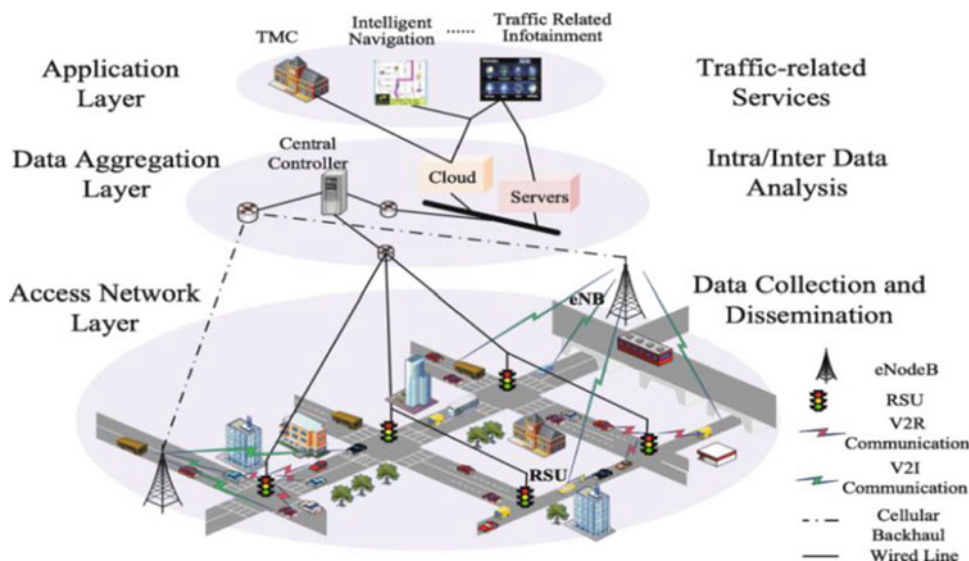 Application
Layer
TMC
Intelligent
Navigation
......
Traffic Related
Infotainment
Traffic-related
Services
Data Aggregation
Layer
Central
Controller
Cloud
Servers
Intra/Inter Data
Analysis
Access Network
Layer
eNB
RSU
Data Collection and
Dissemination
eNodeB
RSU
V2R
Communication
V2I
Communication
Cellular
Backhaul
Wired Line